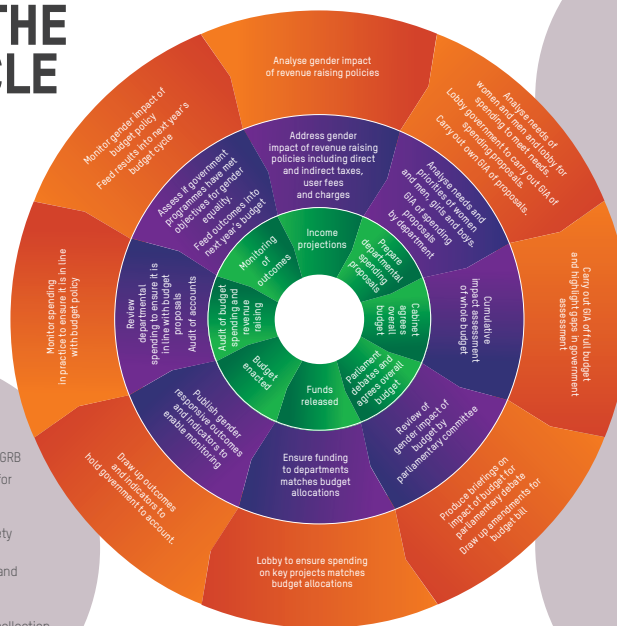 THE
CLE
Analyse gender impact
of revenue raising policies
Analyse needs of
women and men and lobby for
spending to meet needs.
Lobby government to carry out GIA of
spending proposals.
Carry out own GIA of proposals.
Carry out GIA of full budget
and highlight gaps in government
assessment
Produce briefings on
impact of budget for
parliamentary debate
Draw up amendments for
budget bill
Lobby to ensure spending
on key projects matches
budget allocations
Draw up outcomes
and indicators to
hold government to account.
Monitor spending
in practice to ensure it is in line
with budget policy
Monitor gender impact of
budget policy
Feed results into next year's
budget cycle
Address gender
impact of revenue raising
policies including direct
and indirect taxes,
user fees
and charges
Analyse needs and
priorities of women
and men, girls and boys.
GIA of spending
proposals
by department
Cumulative
impact assessment
of whole budget
Review of
gender impact of
budget by
parliamentary committee
Ensure funding
to departments
matches budget
allocations
Publish gender
responsive outcomes
and indicators to
enable monitoring
Review
departmental
spending to ensure it is
in line with budget
proposals
Audit of accounts
Assess if government
programmes have met
objectives to gender
equality.
Feed outcomes into
next year's budget
Income
projections
Prepare
departmental
spending
proposals
Cabinet
agrees
overall
budget
Parliament
debates and
agrees overall
budget
Funds
released
Budget
enacted
Audit of budget
spending and
revenue
raising
Monitoring
of
outcomes
GRB
for
ety
and
collection